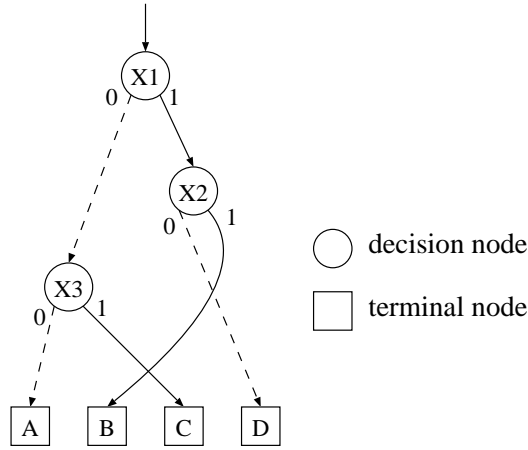 X1
0 1
X2
0 1
decision node
X3
0 1
terminal node
A B C D